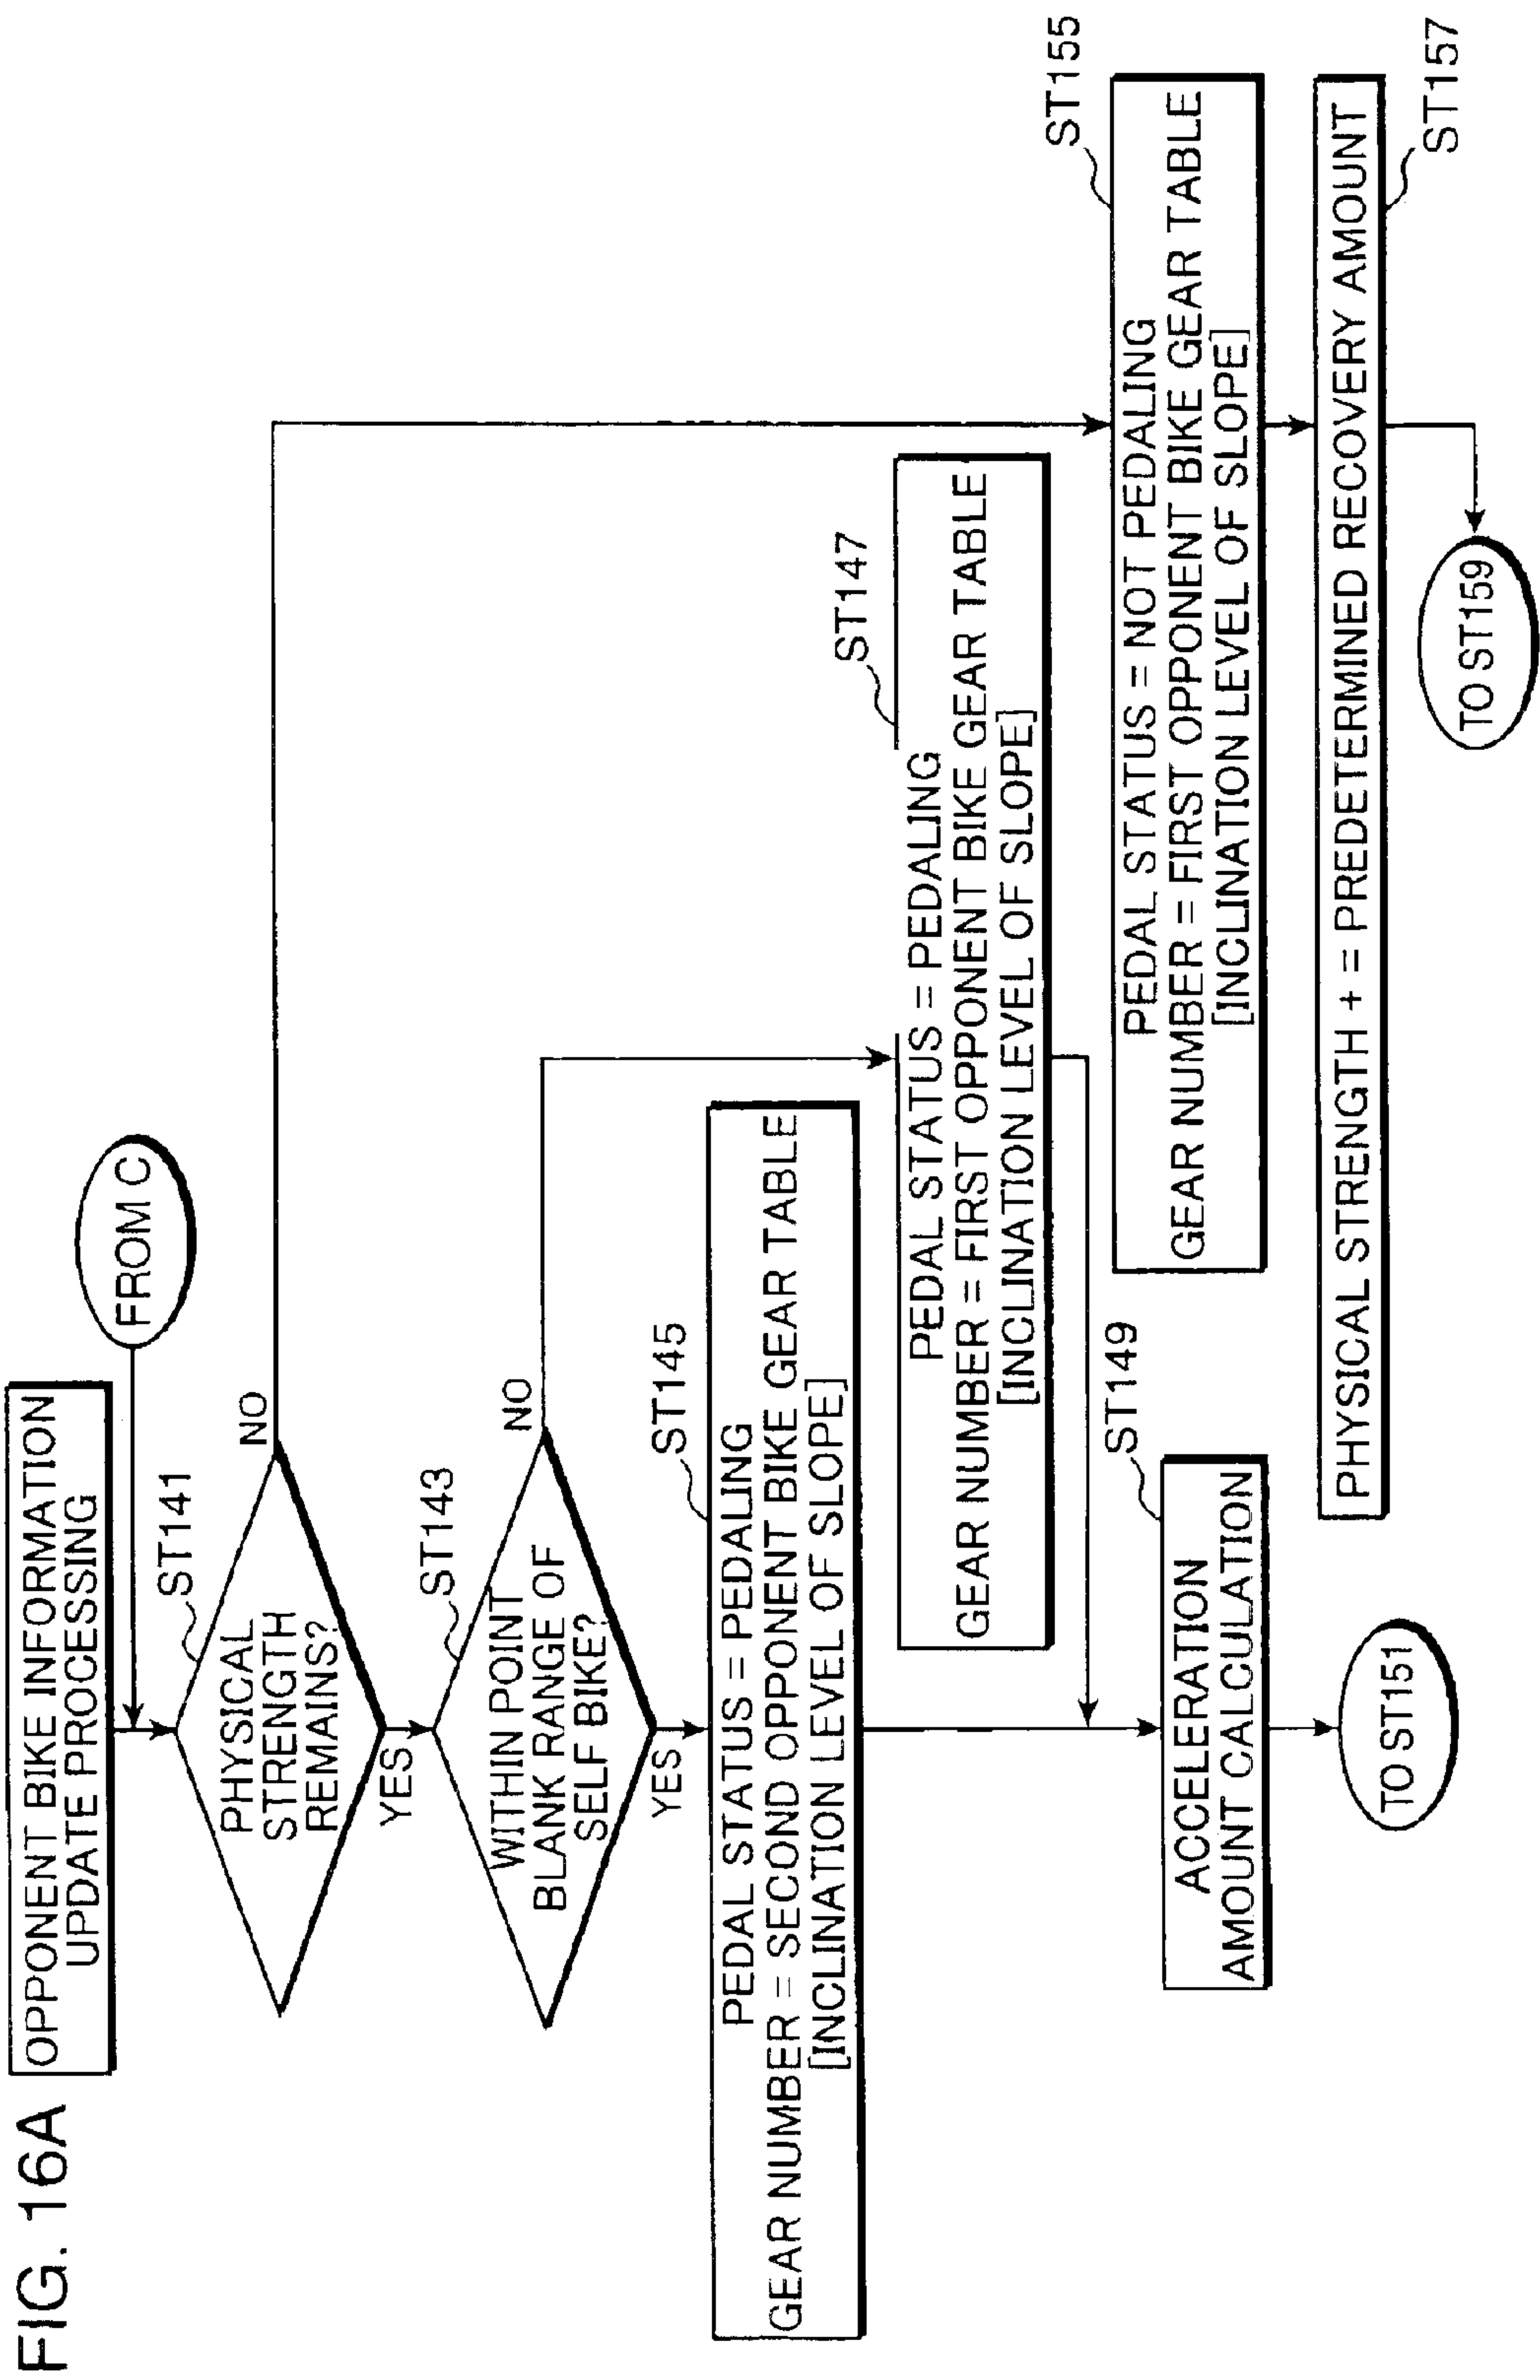 FIG. 16A
OPPONENT BIKE INFORMATION
UPDATE PROCESSING
FROM C
ST141
PHYSICAL
STRENGTH
REMAINS?
NO
YES
ST143
WITHIN POINT
BLANK RANGE OF
SELF BIKE?
NO
YES
ST145
PEDAL STATUS = PEDALING
GEAR NUMBER = SECOND OPPONENT BIKE GEAR TABLE
[INCLINATION LEVEL OF SLOPE]
ST147
PEDAL STATUS = PEDALING
GEAR NUMBER = FIRST OPPONENT BIKE GEAR TABLE
[INCLINATION LEVEL OF SLOPE]
ST149
ACCELERATION
AMOUNT CALCULATION
TO ST151
ST155
PEDAL STATUS = NOT PEDALING
GEAR NUMBER = FIRST OPPONENT BIKE GEAR TABLE
[INCLINATION LEVEL OF SLOPE]
PHYSICAL STRENGTH + = PREDETERMINED RECOVERY AMOUNT
ST157
TO ST159